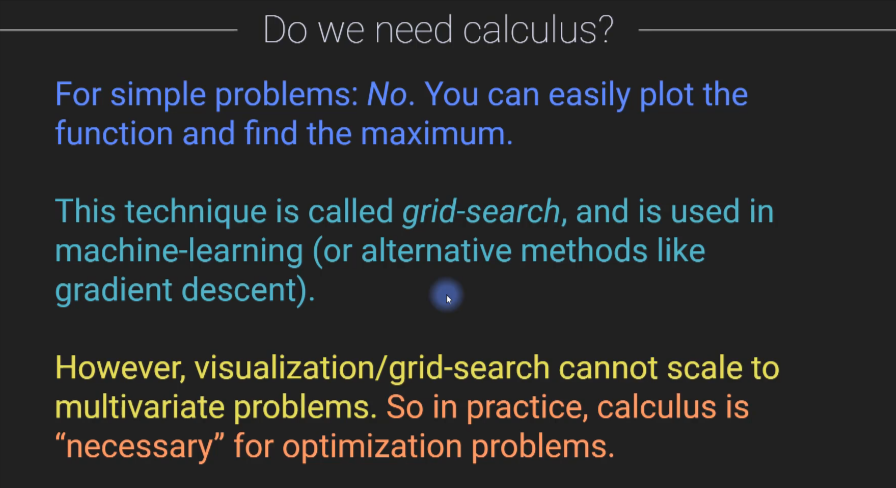 Do we need calculus?
For simple problems: No. You can easily plot the
function and find the maximum.
This technique is called grid-search, and is used in
machine-learning (or alternative methods like
gradient descent).
However, visualization/grid-search cannot scale to
multivariate problems. So in practice, calculus is
“necessary” for optimization problems.